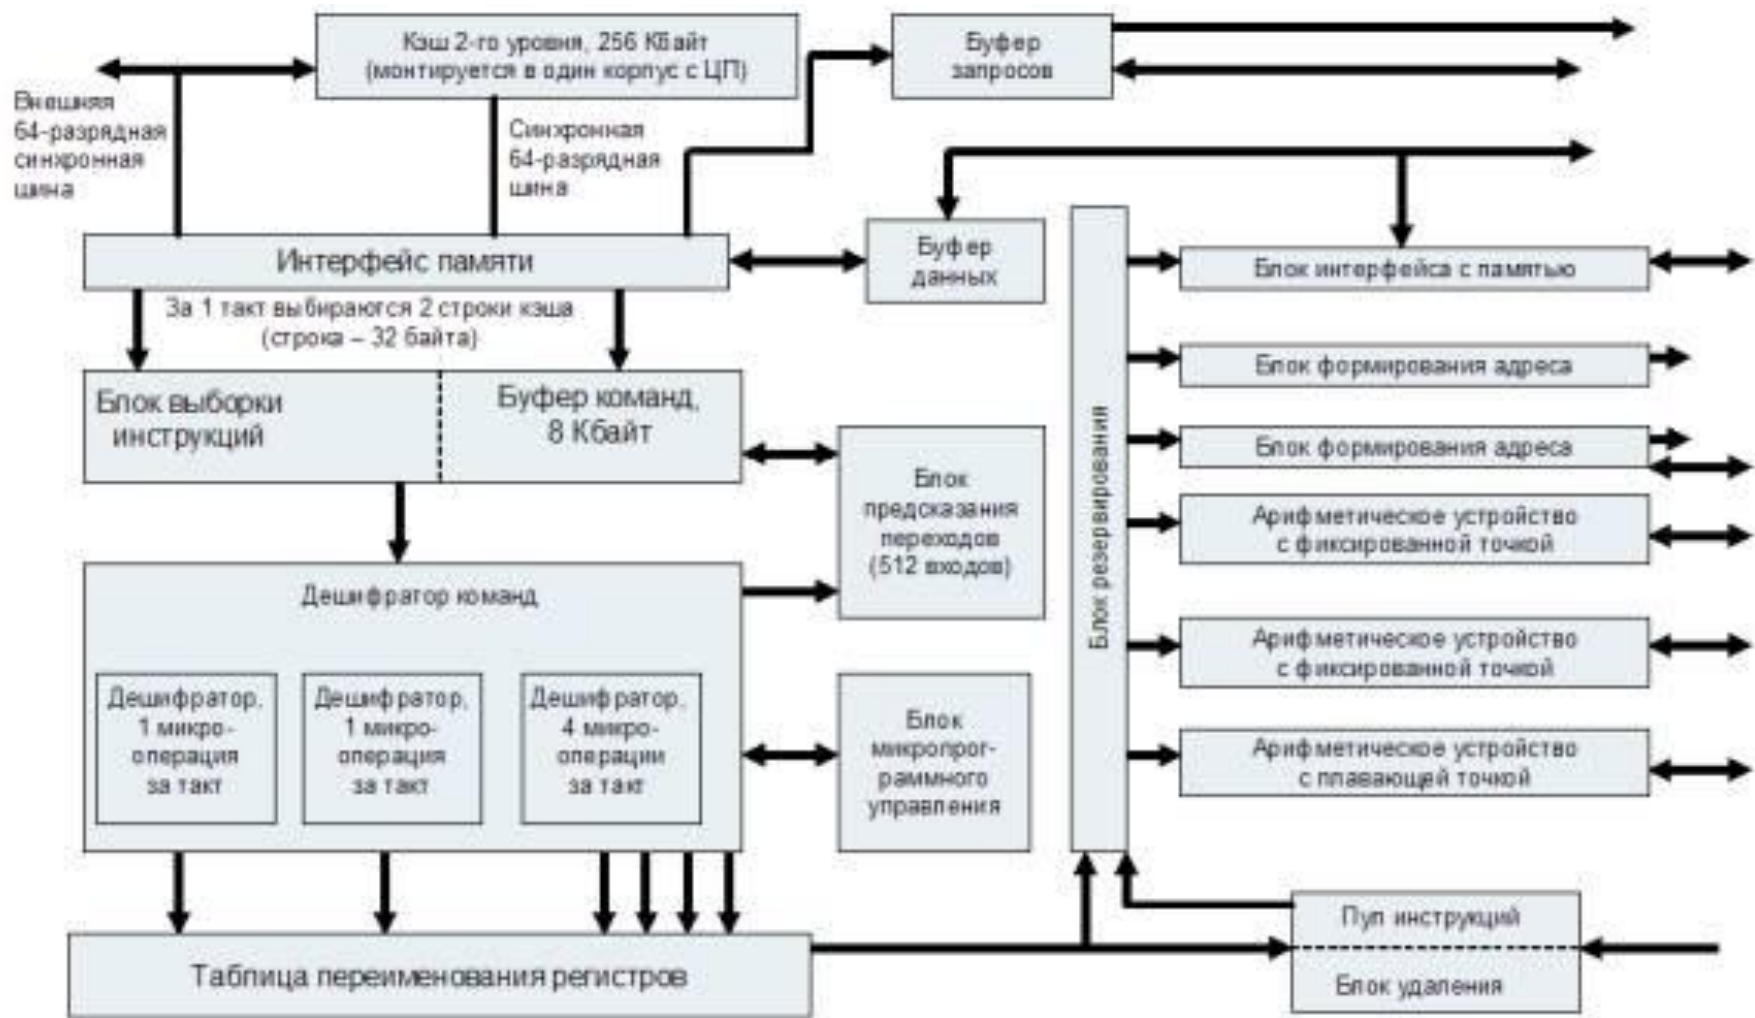 Кэш 2-го уровня, 256 Кбайт
(монтируется в один корпус с ЦП)
Буфер
запросов
Внешняя
64-разрядная
синхронная
шина
Синхронная
64-разрядная
шина
Интерфейс памяти
Буфер
данных
Блок интерфейса с памятью
За 1 такт выбираются 2 строки кэша
(строка – 32 байта)
Блок формирования адреса
Блок выборки
инструкций
Буфер команд,
8 Кбайт
Блок формирования адреса
Блок
предсказания
переходов
(512 входов)
Блок резервирования
Арифметическое устройство
с фиксированной точкой
Дешифратор команд
Арифметическое устройство
с фиксированной точкой
Дешифратор,
1 микро-
операция
за такт
Дешифратор,
1 микро-
операция
за такт
Дешифратор,
4 микро-
операции
за такт
Блок
микропрог-
раммного
управления
Арифметическое устройство
с плавающей точкой
Пул инструкций
Блок удаления
Таблица переименования регистров